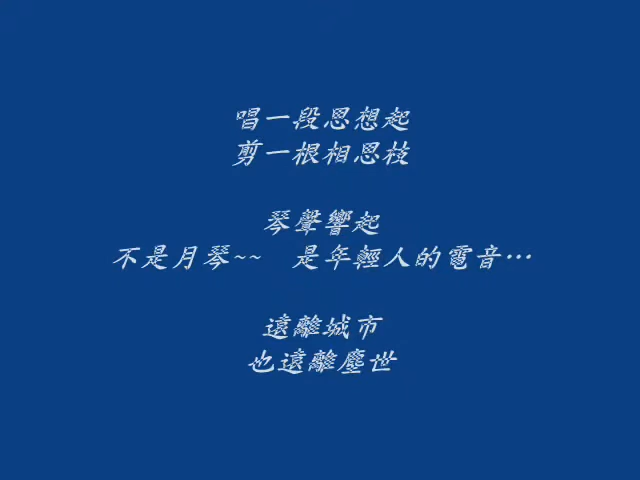 唱一段思想起
剪一根相思枝
琴聲響起
不是月琴~~ 是年輕人的電音…
遠離城市
也遠離塵世